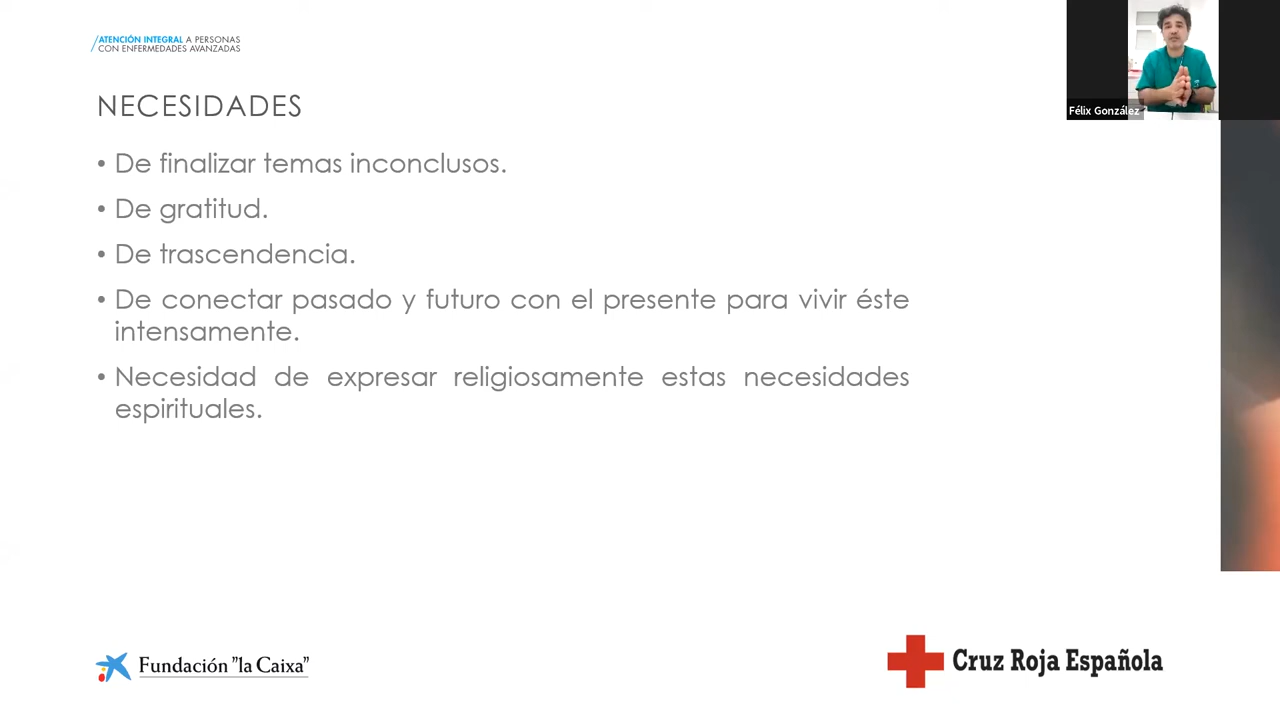 ATENCIÓN INTEGRAL A PERSONAS
CON ENFERMEDADES AVANZADAS
Félix González
NECESIDADES
• De finalizar temas inconclusos.
• De gratitud.
• De trascendencia.
• De conectar pasado y futuro con el presente para vivir éste
intensamente.
• Necesidad de expresar religiosamente estas necesidades
espirituales.
Fundación "la Caixa"
Cruz Roja Española